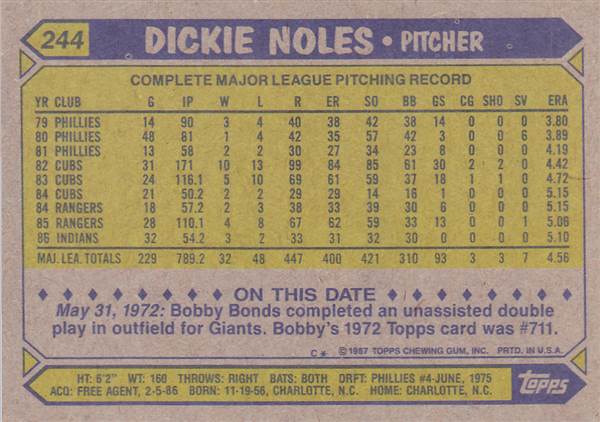 244 DICKIE NOLES • PITCHER
COMPLETE MAJOR LEAGUE PITCHING RECORD
YR CLUB G IP W L R ER SO BB GS CG SHO SV ERA
79 PHILLIES 14 90 3 4 40 38 42 38 14 0 0 0 3.80
80 PHILLIES 48 81 1 4 42 35 57 42 3 0 0 6 3.89
81 PHILLIES 13 58 2 2 30 27 34 23 8 0 0 0 4.19
82 CUBS 31 171 10 13 99 84 85 61 30 2 2 0 4.42
83 CUBS 24 116.1 5 10 69 61 59 37 18 1 1 0 4.72
84 CUBS 21 50.2 2 2 29 29 14 16 1 0 0 0 5.15
84 RANGERS 18 57.2 2 3 38 33 39 30 6 0 0 0 5.15
85 RANGERS 28 110.1 4 8 67 62 59 33 13 0 0 1 5.06
86 INDIANS 32 54.2 3 2 33 31 32 30 0 0 0 0 5.10
MAJ. LEA. TOTALS 229 789.2 32 48 447 400 421 310 93 3 3 7 4.56
ON THIS DATE
May 31, 1972: Bobby Bonds completed an unassisted double
play in outfield for Giants. Bobby's 1972 Topps card was #711.
C* ©1987 TOPPS CHEWING GUM, INC. PRTD. IN U.S.A.
HT: 6'2" WT: 160 THROWS: RIGHT BATS: BOTH DRFT: PHILLIES #4-JUNE, 1975
ACQ: FREE AGENT, 2-5-86 BORN: 11-19-56, CHARLOTTE, N.C. HOME: CHARLOTTE, N.C.
Topps